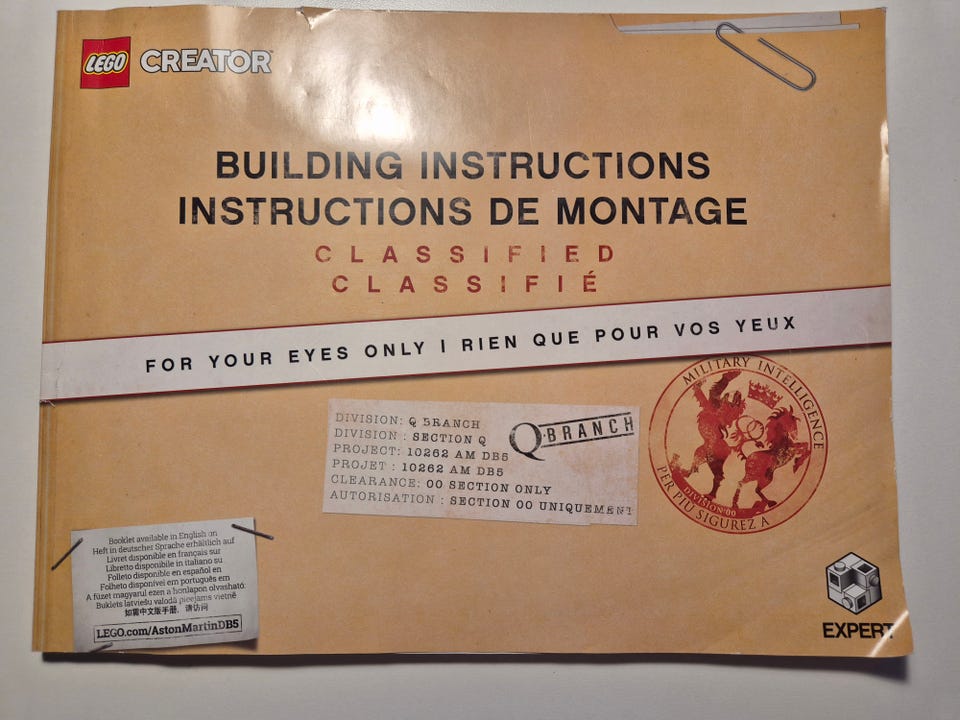 LEGO CREATOR
BUILDING INSTRUCTIONS
INSTRUCTIONS DE MONTAGE
CLASSIFIED
CLASSIFIÉ
FOR YOUR EYES ONLY I RIEN QUE POUR VOS YEUX
DIVISION: Q 5RANCH
DIVISION : SECTION Q
PROJECT: 10262 AM DB5
PROJET : 10262 AM DB5
CLEARANCE: 00 SECTION ONLY
AUTORISATION : SECTION 00 UNIQUEMENT
Q·BRANCH
MILITARY INTELLIGENCE
DIVISION 00
PER PIÙ SIGUREZ A
Booklet available in English on
Heft in deutscher Sprache erhältlich auf
Livret disponible en français sur
Libretto disponibile in italiano su
Folleto disponible en español en
Folheto disponível em português em
A füzet magyarul ezen a honlapon olvasható:
Buklets latviešu valodā pieejams vietnē
如需中文版手册，请访问
LEGO.com/AstonMartinDB5
EXPERT